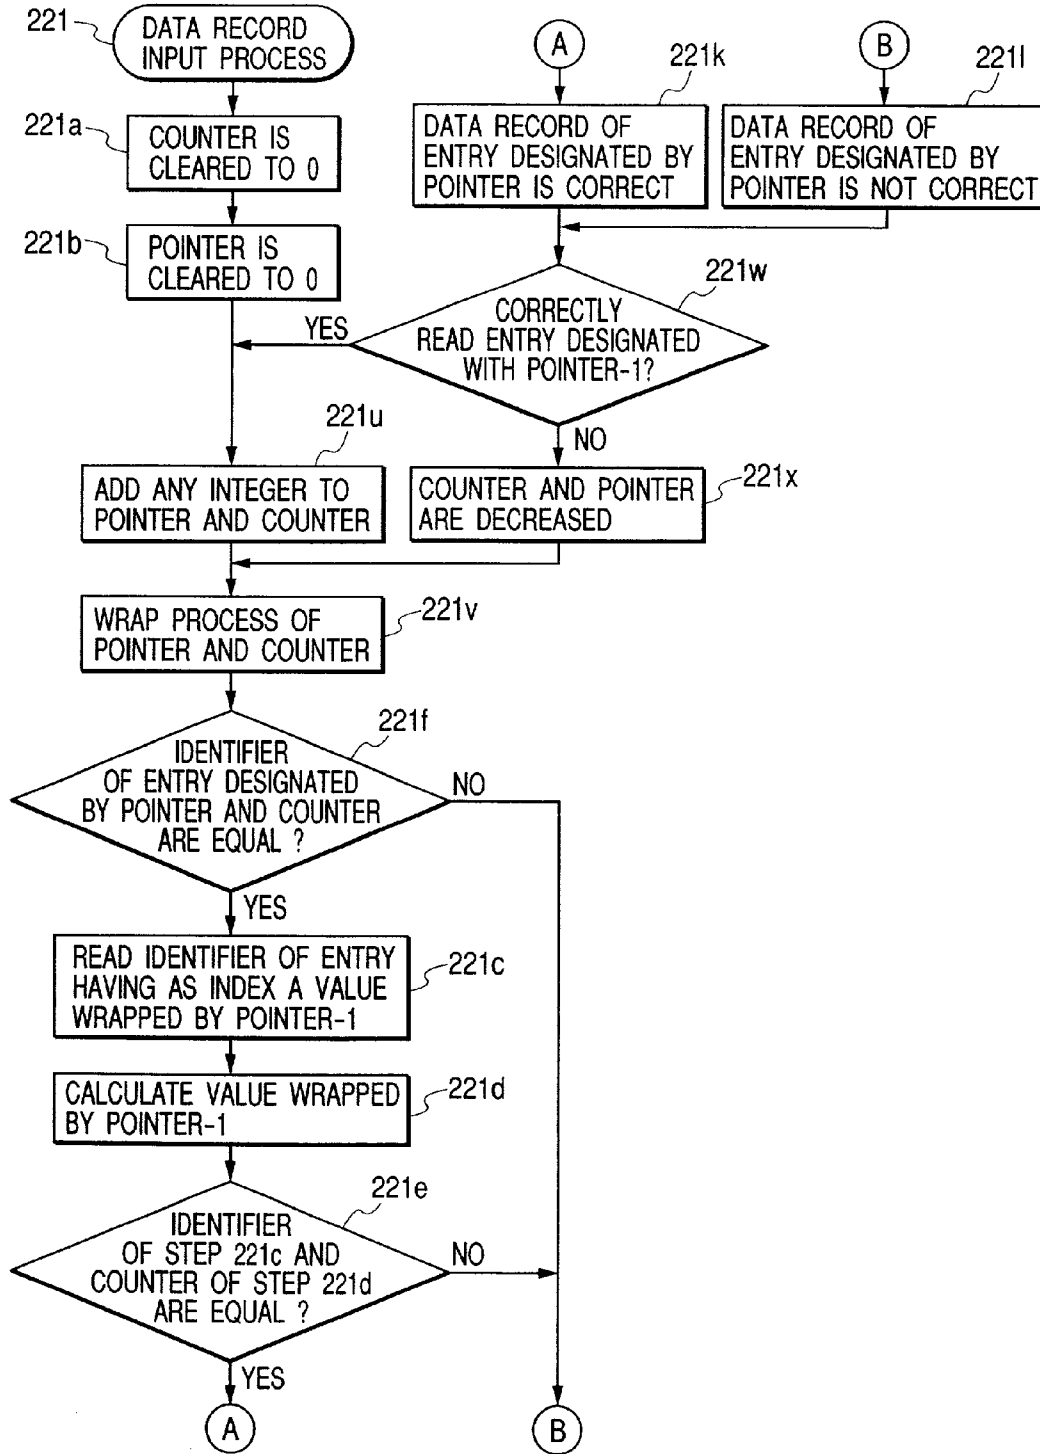 221
DATA RECORD
INPUT PROCESS
221a
COUNTER IS
CLEARED TO 0
221b
POINTER IS
CLEARED TO 0
A
221k
DATA RECORD OF
ENTRY DESIGNATED BY
POINTER IS CORRECT
B
221l
DATA RECORD OF
ENTRY DESIGNATED BY
POINTER IS NOT CORRECT
221w
CORRECTLY
READ ENTRY DESIGNATED
WITH POINTER-1?
YES
NO
221u
ADD ANY INTEGER TO
POINTER AND COUNTER
221x
COUNTER AND POINTER
ARE DECREASED
221v
WRAP PROCESS OF
POINTER AND COUNTER
221f
IDENTIFIER
OF ENTRY DESIGNATED
BY POINTER AND COUNTER
ARE EQUAL ?
NO
YES
221c
READ IDENTIFIER OF ENTRY
HAVING AS INDEX A VALUE
WRAPPED BY POINTER-1
221d
CALCULATE VALUE WRAPPED
BY POINTER-1
221e
IDENTIFIER
OF STEP 221c AND
COUNTER OF STEP 221d
ARE EQUAL ?
NO
YES
A
B